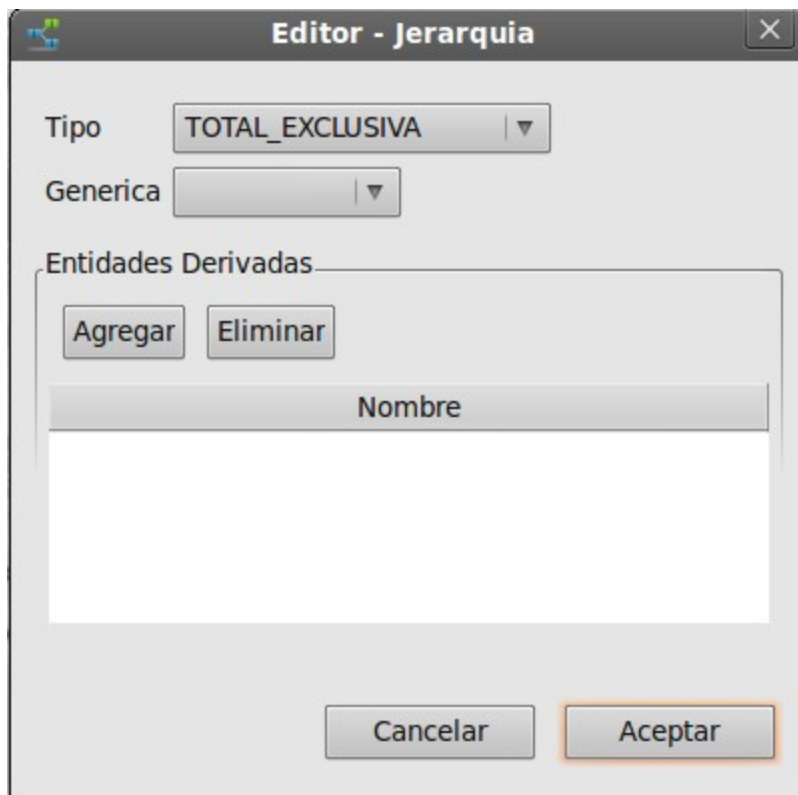 Editor - Jerarquia
Tipo TOTAL_EXCLUSIVA
Generica
Entidades Derivadas
Agregar Eliminar
Nombre
Cancelar Aceptar